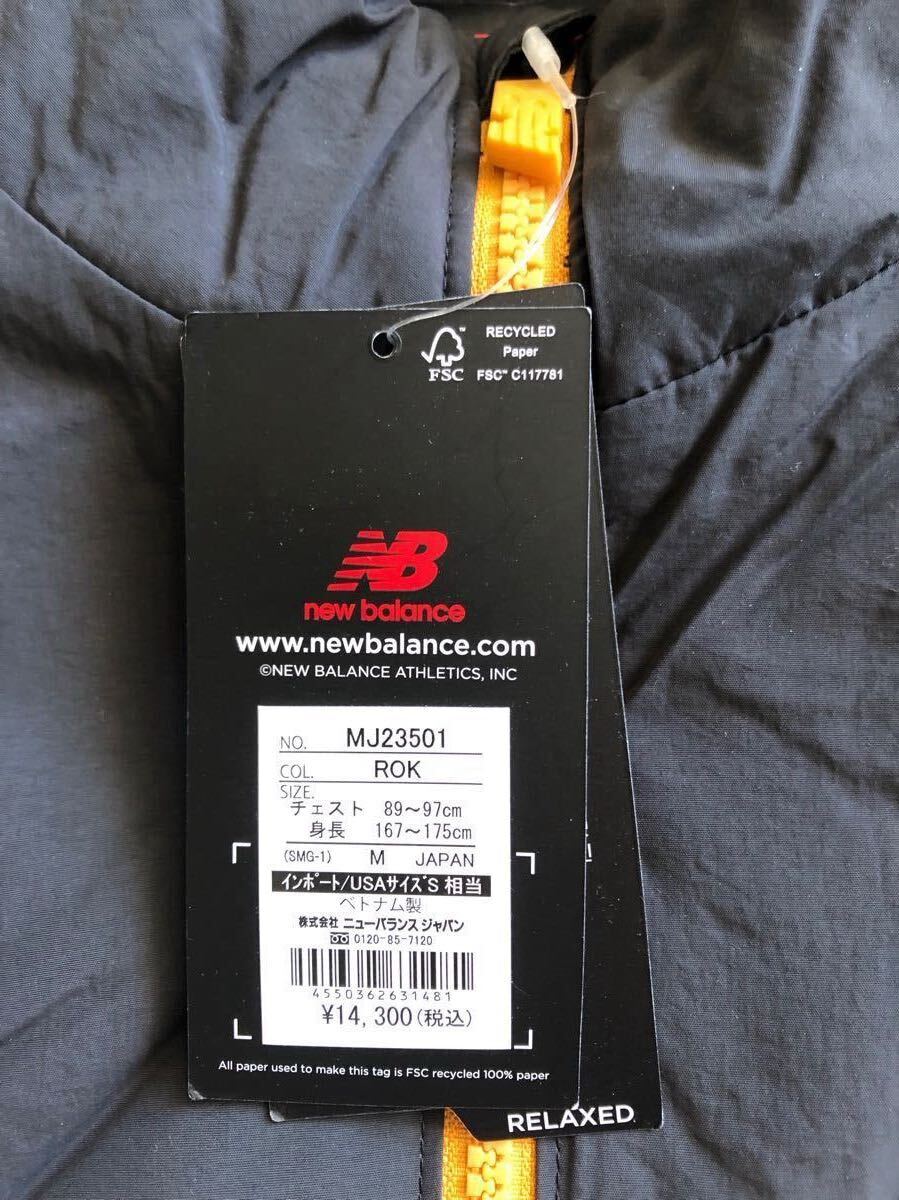 RECYCLED
Paper
FSC™ C117781
FSC™
NB
new balance
www.newbalance.com
©NEW BALANCE ATHLETICS, INC
NO. MJ23501
COL. ROK
SIZE.
チェスト 89～97cm
身長 167～175cm
(SMG-1) M JAPAN
インポート/USAサイズS 相当
ベトナム製
株式会社 ニューバランス ジャパン
0120-85-7120
4550362631481
¥14,300(税込)
All paper used to make this tag is FSC recycled 100% paper
RELAXED